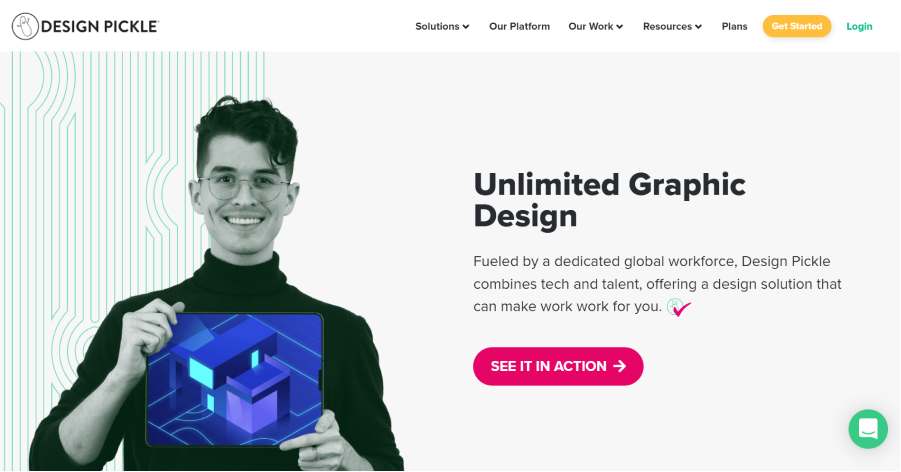 DESIGN PICKLE
Solutions
Our Platform
Our Work
Resources
Plans
Get Started
Login
Unlimited Graphic
Design
Fueled by a dedicated global workforce, Design Pickle
combines tech and talent, offering a design solution that
can make work work for you.
SEE IT IN ACTION →